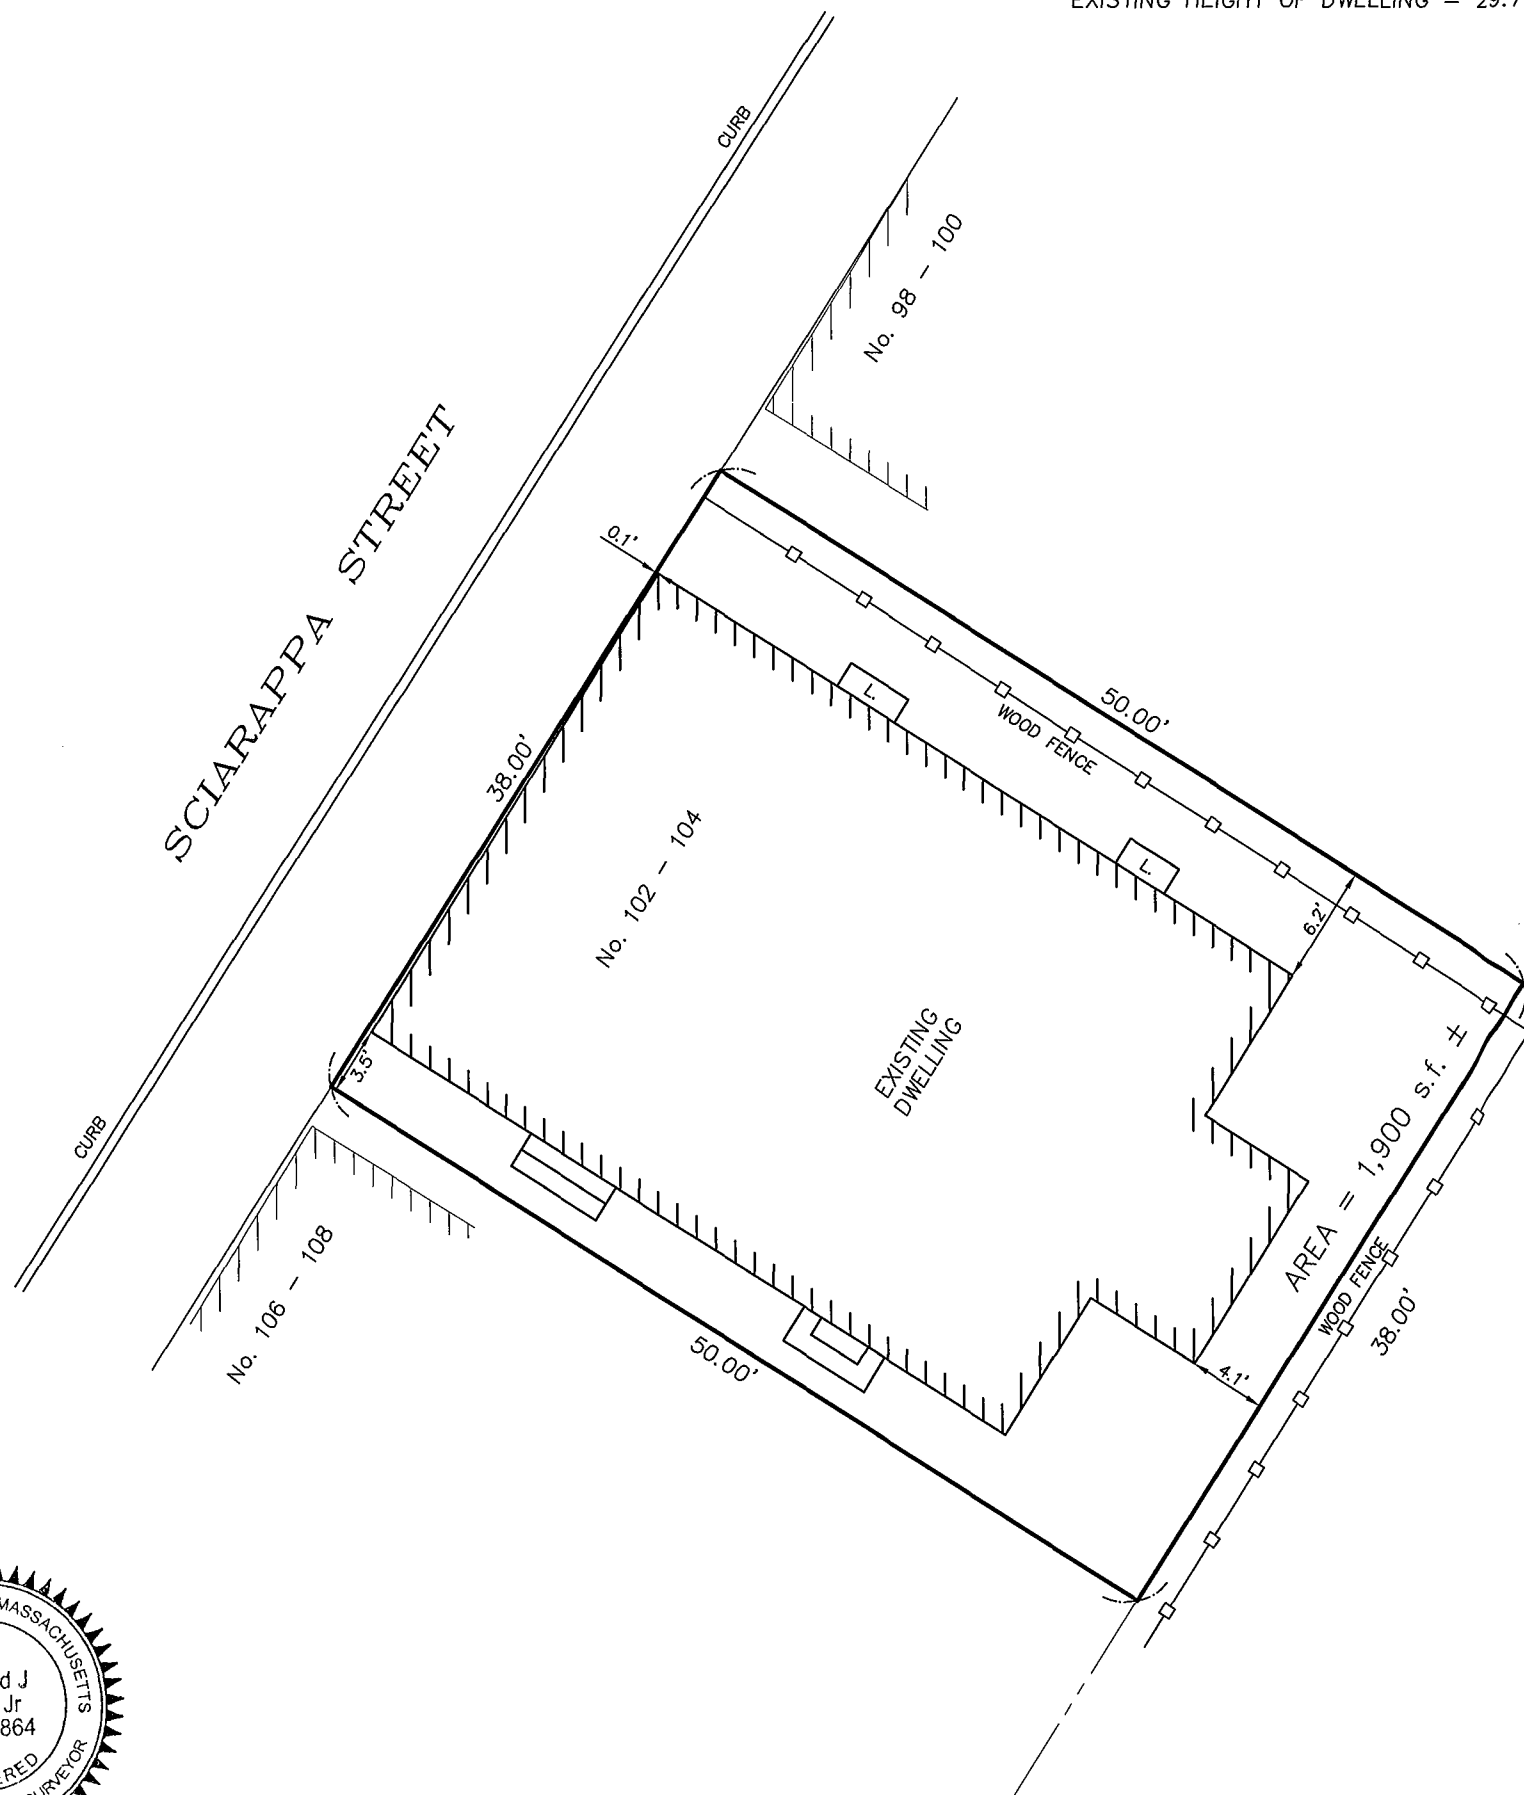 EXISTING HEIGHT OF DWELLING = 29.7
CURB
No. 98 - 100
SCIARAPPA STREET
0.1'
38.00'
L.
WOOD FENCE
50.00'
No. 102 - 104
L.
6.2'
EXISTING
DWELLING
3.5'
CURB
AREA = 1,900 s.f. ±
WOOD FENCE
38.00'
No. 106 - 108
50.00'
4.1'
MASSACHUSETTS
d J
Jr
864
RED
SURVEYOR